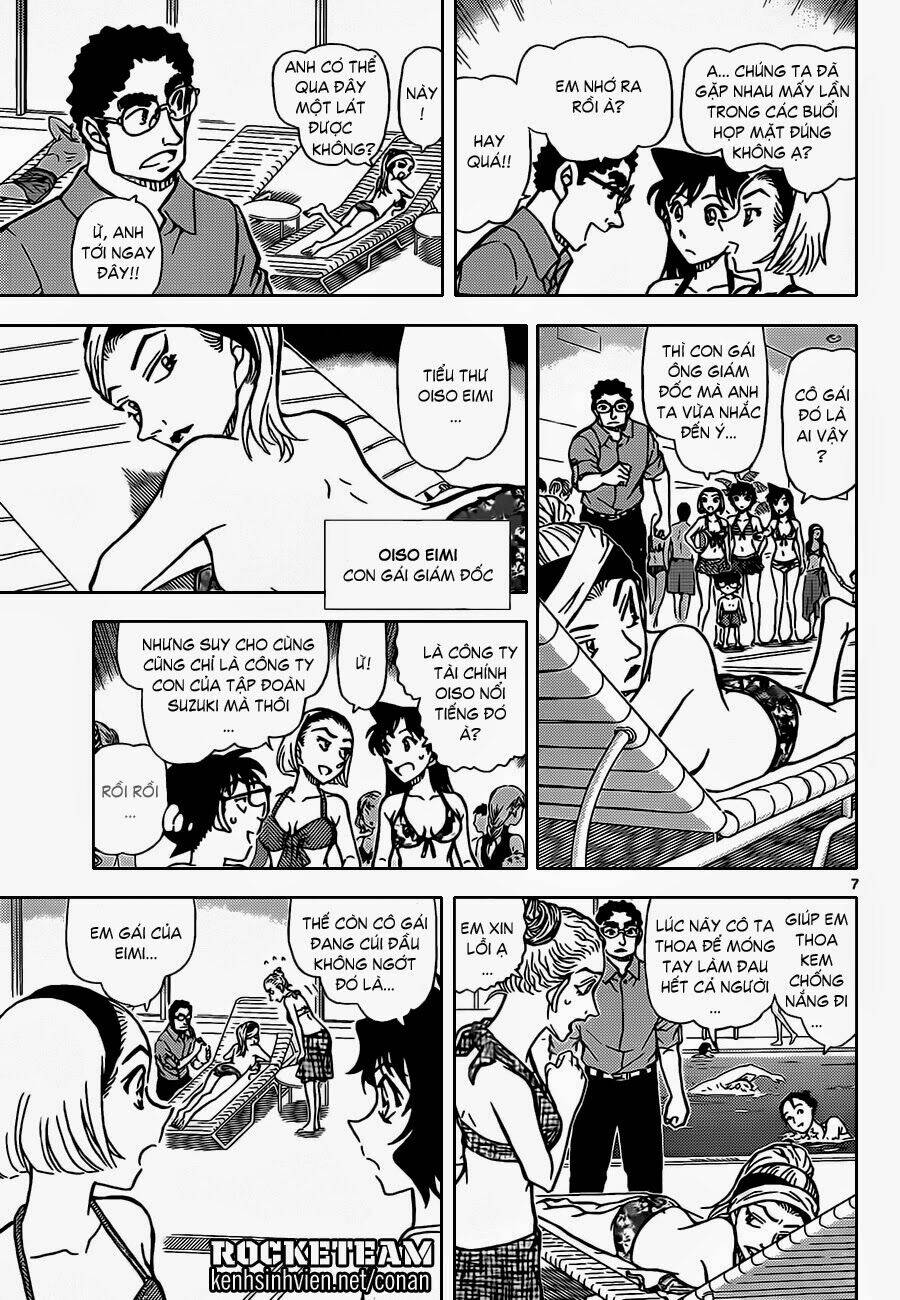 A... CHÚNG TA ĐÃ
GẶP NHAU MẤY LẦN
TRONG CÁC BUỔI
HỌP MẶT ĐÚNG
KHÔNG Ạ?
EM NHỚ RA
RỒI À?
HAY
QUÁ!!
NÀY
!
ANH CÓ THỂ
QUA ĐÂY
MỘT LÁT
ĐƯỢC
KHÔNG?
Ừ, ANH
TỚI NGAY
ĐÂY!!
CÔ GÁI
ĐÓ LÀ
AI VẬY
?
THÌ CON GÁI
ÔNG GIÁM
ĐỐC MÀ ANH
TA VỪA NHẮC
ĐẾN Ý...
TIỂU THƯ
OISO EIMI
...
OISO EIMI
CON GÁI GIÁM ĐỐC
LÀ CÔNG TY
TÀI CHÍNH
OISO NỔI
TIẾNG ĐÓ
À?
Ừ!
NHƯNG SUY CHO CÙNG
CŨNG CHỈ LÀ CÔNG TY
CON CỦA TẬP ĐOÀN
SUZUKI MÀ THÔI
...
RỒI RỒI
...
7
GIÚP EM
THOA
KEM
CHỐNG
NẮNG ĐI
...
LÚC NÃY CÔ TA
THOA ĐỂ MÓNG
TAY LÀM ĐAU
HẾT CẢ NGƯỜI
...
EM XIN
LỖI Ạ
...
THẾ CÒN CÔ GÁI
ĐANG CÚI ĐẦU
KHÔNG NGỚT
ĐÓ LÀ...
EM GÁI CỦA
EIMI...
ROCKETEAM
kenhsinhvien.net/conan